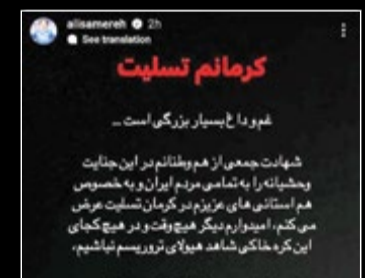 alisamereh 2h
See translation
کرمانم تسلیت
غم و داغ بسیار بزرگی است ...
شهادت جمعی از هم وطنانم در این جنایت
وحشیانه را به تمامی مردم ایران و به خصوص
هم استانی های عزیزم در کرمان تسلیت عرض
می کنم، امیدوارم دیگر هیچ وقت و در هیچ کجای
این کره خاکی شاهد هیولای تروریسم نباشیم،